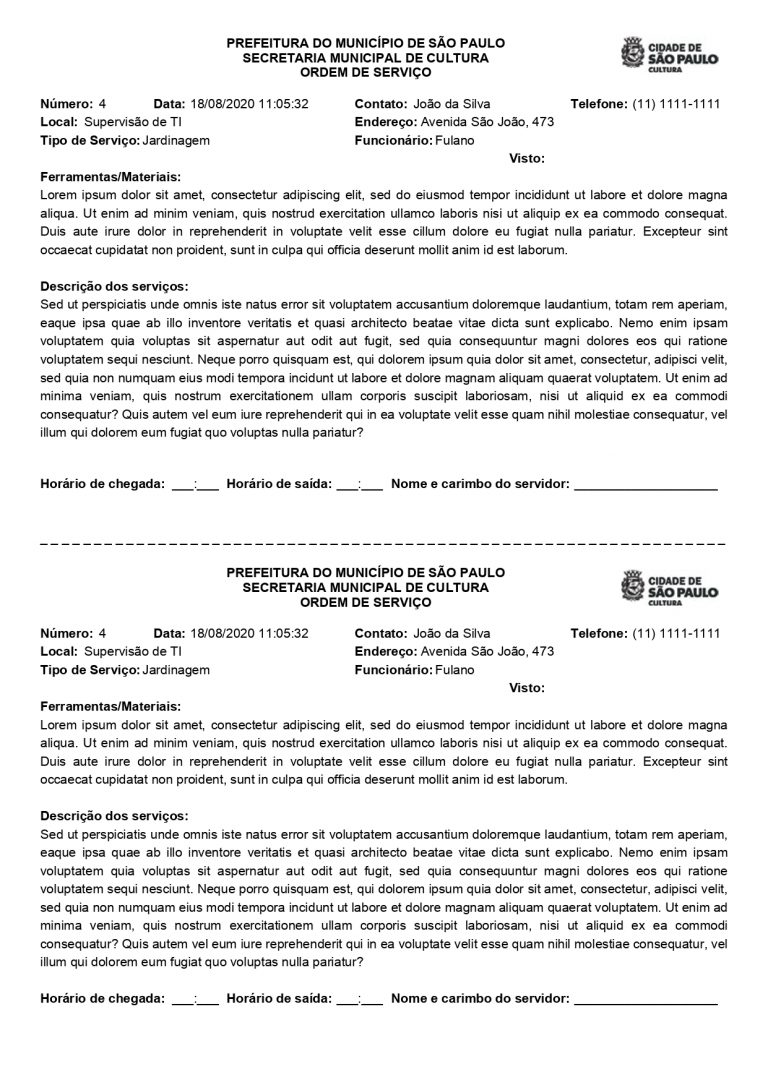 PREFEITURA DO MUNICÍPIO DE SÃO PAULO
SECRETARIA MUNICIPAL DE CULTURA
ORDEM DE SERVIÇO
CIDADE DE
SÃO PAULO
CULTURA
Número: 4 Data: 18/08/2020 11:05:32 Contato: João da Silva Telefone: (11) 1111-1111
Local: Supervisão de TI Endereço: Avenida São João, 473
Tipo de Serviço: Jardinagem Funcionário: Fulano
Visto:
Ferramentas/Materiais:
Lorem ipsum dolor sit amet, consectetur adipiscing elit, sed do eiusmod tempor incididunt ut labore et dolore magna
aliqua. Ut enim ad minim veniam, quis nostrud exercitation ullamco laboris nisi ut aliquip ex ea commodo consequat.
Duis aute irure dolor in reprehenderit in voluptate velit esse cillum dolore eu fugiat nulla pariatur. Excepteur sint
occaecat cupidatat non proident, sunt in culpa qui officia deserunt mollit anim id est laborum.
Descrição dos serviços:
Sed ut perspiciatis unde omnis iste natus error sit voluptatem accusantium doloremque laudantium, totam rem aperiam,
eaque ipsa quae ab illo inventore veritatis et quasi architecto beatae vitae dicta sunt explicabo. Nemo enim ipsam
voluptatem quia voluptas sit aspernatur aut odit aut fugit, sed quia consequuntur magni dolores eos qui ratione
voluptatem sequi nesciunt. Neque porro quisquam est, qui dolorem ipsum quia dolor sit amet, consectetur, adipisci velit,
sed quia non numquam eius modi tempora incidunt ut labore et dolore magnam aliquam quaerat voluptatem. Ut enim ad
minima veniam, quis nostrum exercitationem ullam corporis suscipit laboriosam, nisi ut aliquid ex ea commodi
consequatur? Quis autem vel eum iure reprehenderit qui in ea voluptate velit esse quam nihil molestiae consequatur, vel
illum qui dolorem eum fugiat quo voluptas nulla pariatur?
Horário de chegada: ___:___ Horário de saída: ___:___ Nome e carimbo do servidor: ____________________
PREFEITURA DO MUNICÍPIO DE SÃO PAULO
SECRETARIA MUNICIPAL DE CULTURA
ORDEM DE SERVIÇO
CIDADE DE
SÃO PAULO
CULTURA
Número: 4 Data: 18/08/2020 11:05:32 Contato: João da Silva Telefone: (11) 1111-1111
Local: Supervisão de TI Endereço: Avenida São João, 473
Tipo de Serviço: Jardinagem Funcionário: Fulano
Visto:
Ferramentas/Materiais:
Lorem ipsum dolor sit amet, consectetur adipiscing elit, sed do eiusmod tempor incididunt ut labore et dolore magna
aliqua. Ut enim ad minim veniam, quis nostrud exercitation ullamco laboris nisi ut aliquip ex ea commodo consequat.
Duis aute irure dolor in reprehenderit in voluptate velit esse cillum dolore eu fugiat nulla pariatur. Excepteur sint
occaecat cupidatat non proident, sunt in culpa qui officia deserunt mollit anim id est laborum.
Descrição dos serviços:
Sed ut perspiciatis unde omnis iste natus error sit voluptatem accusantium doloremque laudantium, totam rem aperiam,
eaque ipsa quae ab illo inventore veritatis et quasi architecto beatae vitae dicta sunt explicabo. Nemo enim ipsam
voluptatem quia voluptas sit aspernatur aut odit aut fugit, sed quia consequuntur magni dolores eos qui ratione
voluptatem sequi nesciunt. Neque porro quisquam est, qui dolorem ipsum quia dolor sit amet, consectetur, adipisci velit,
sed quia non numquam eius modi tempora incidunt ut labore et dolore magnam aliquam quaerat voluptatem. Ut enim ad
minima veniam, quis nostrum exercitationem ullam corporis suscipit laboriosam, nisi ut aliquid ex ea commodi
consequatur? Quis autem vel eum iure reprehenderit qui in ea voluptate velit esse quam nihil molestiae consequatur, vel
illum qui dolorem eum fugiat quo voluptas nulla pariatur?
Horário de chegada: ___:___ Horário de saída: ___:___ Nome e carimbo do servidor: ____________________